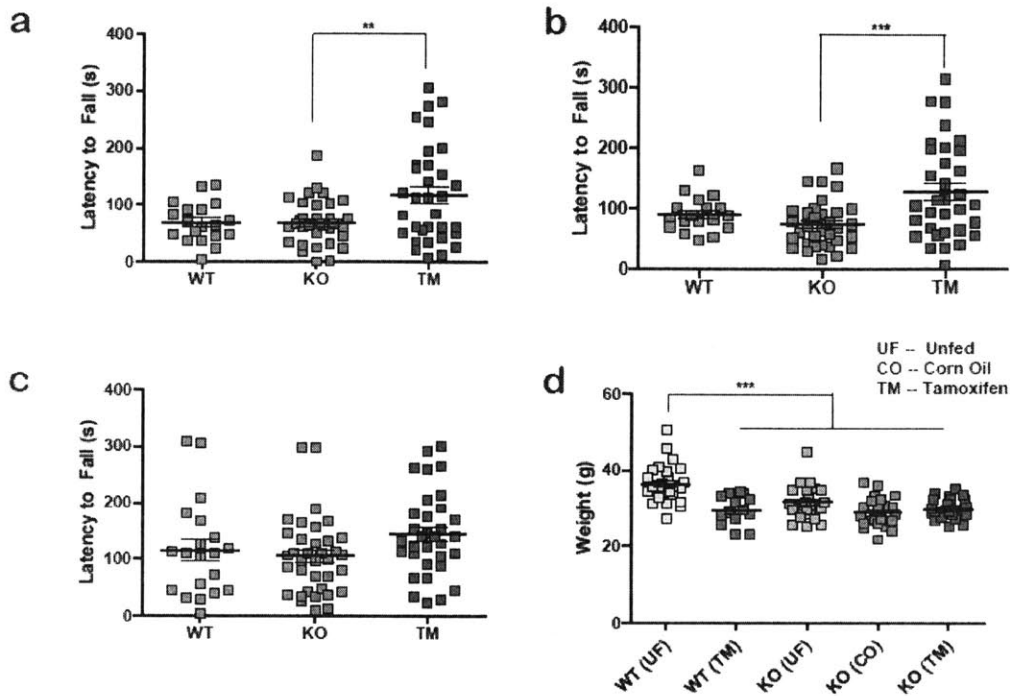 a
**
400
300
200
100
0
Latency to Fall (s)
WT KO TM
b
***
400
300
200
100
0
Latency to Fall (s)
WT KO TM
c
400
300
200
100
0
Latency to Fall (s)
WT KO TM
UF -- Unfed
CO -- Corn Oil
TM -- Tamoxifen
d
***
60
40
20
0
Weight (g)
WT (UF) WT (TM) KO (UF) KO (CO) KO (TM)